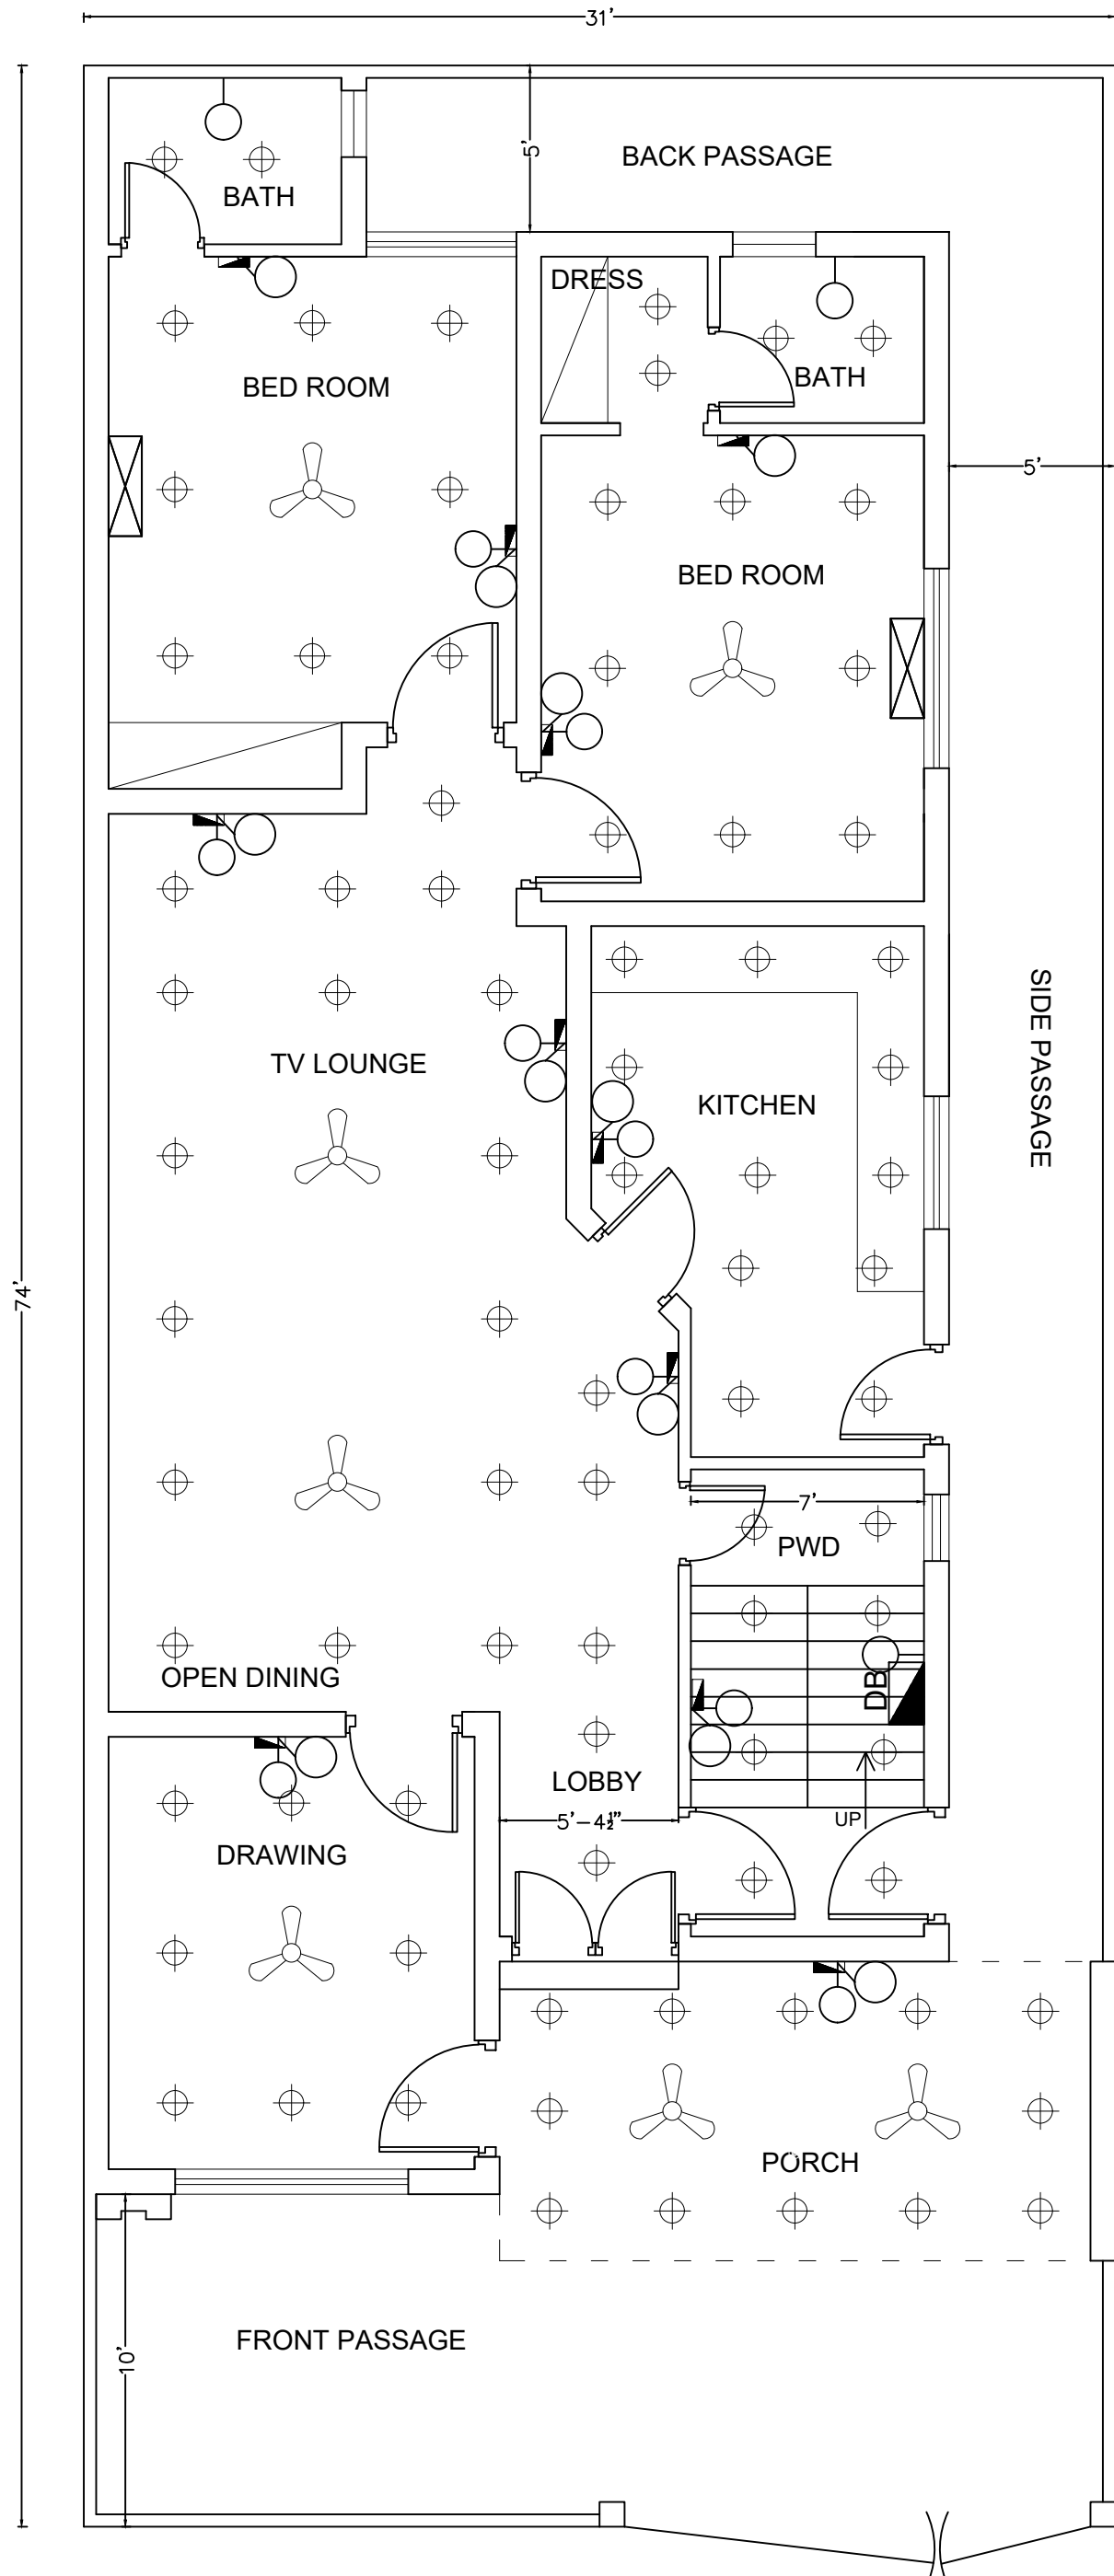 31'
5'
BACK PASSAGE
BATH
DRESS
BATH
BED ROOM
5'
BED ROOM
SIDE PASSAGE
TV LOUNGE
KITCHEN
74'
7'
PWD
OPEN DINING
DB
LOBBY
UP
5'-4½"
DRAWING
PORCH
FRONT PASSAGE
10'